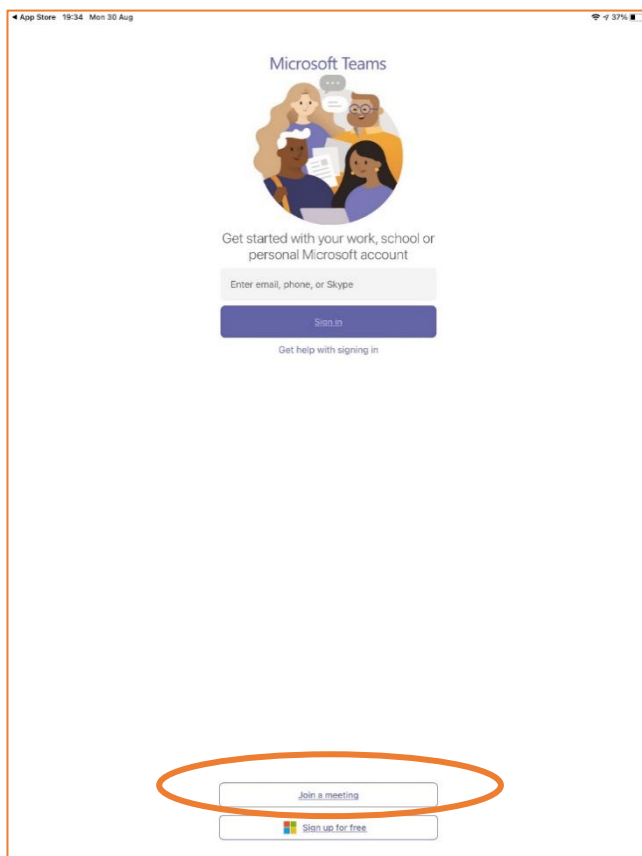 ◀ App Store 19:34 Mon 30 Aug 37%
Microsoft Teams
Get started with your work, school or
personal Microsoft account
Enter email, phone, or Skype
Sign in
Get help with signing in
Join a meeting
Sign up for free